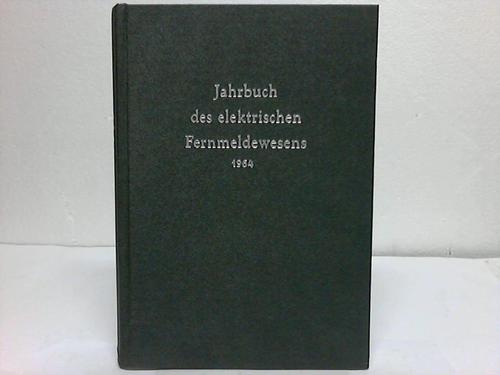 Jahrbuch
des elektrischen
Fernmeldewesens
1964